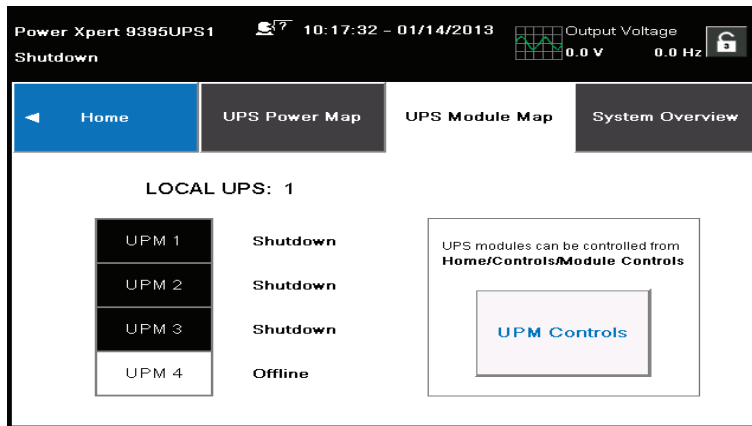 Power Xpert 9395UPS1
? 10:17:32 - 01/14/2013
Output Voltage
Shutdown
0.0 V 0.0 Hz
Home
UPS Power Map
UPS Module Map
System Overview
LOCAL UPS: 1
UPM 1 Shutdown
UPM 2 Shutdown
UPM 3 Shutdown
UPM 4 Offline
UPS modules can be controlled from
Home/Controls/Module Controls
UPM Controls